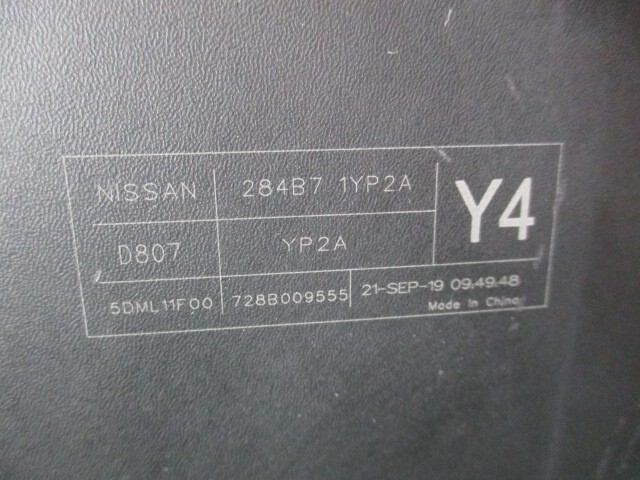 NISSAN 284B7 1YP2A Y4
D807 YP2A
5DML11F00 728B009555 21-SEP-19 09.49.48
Made in China